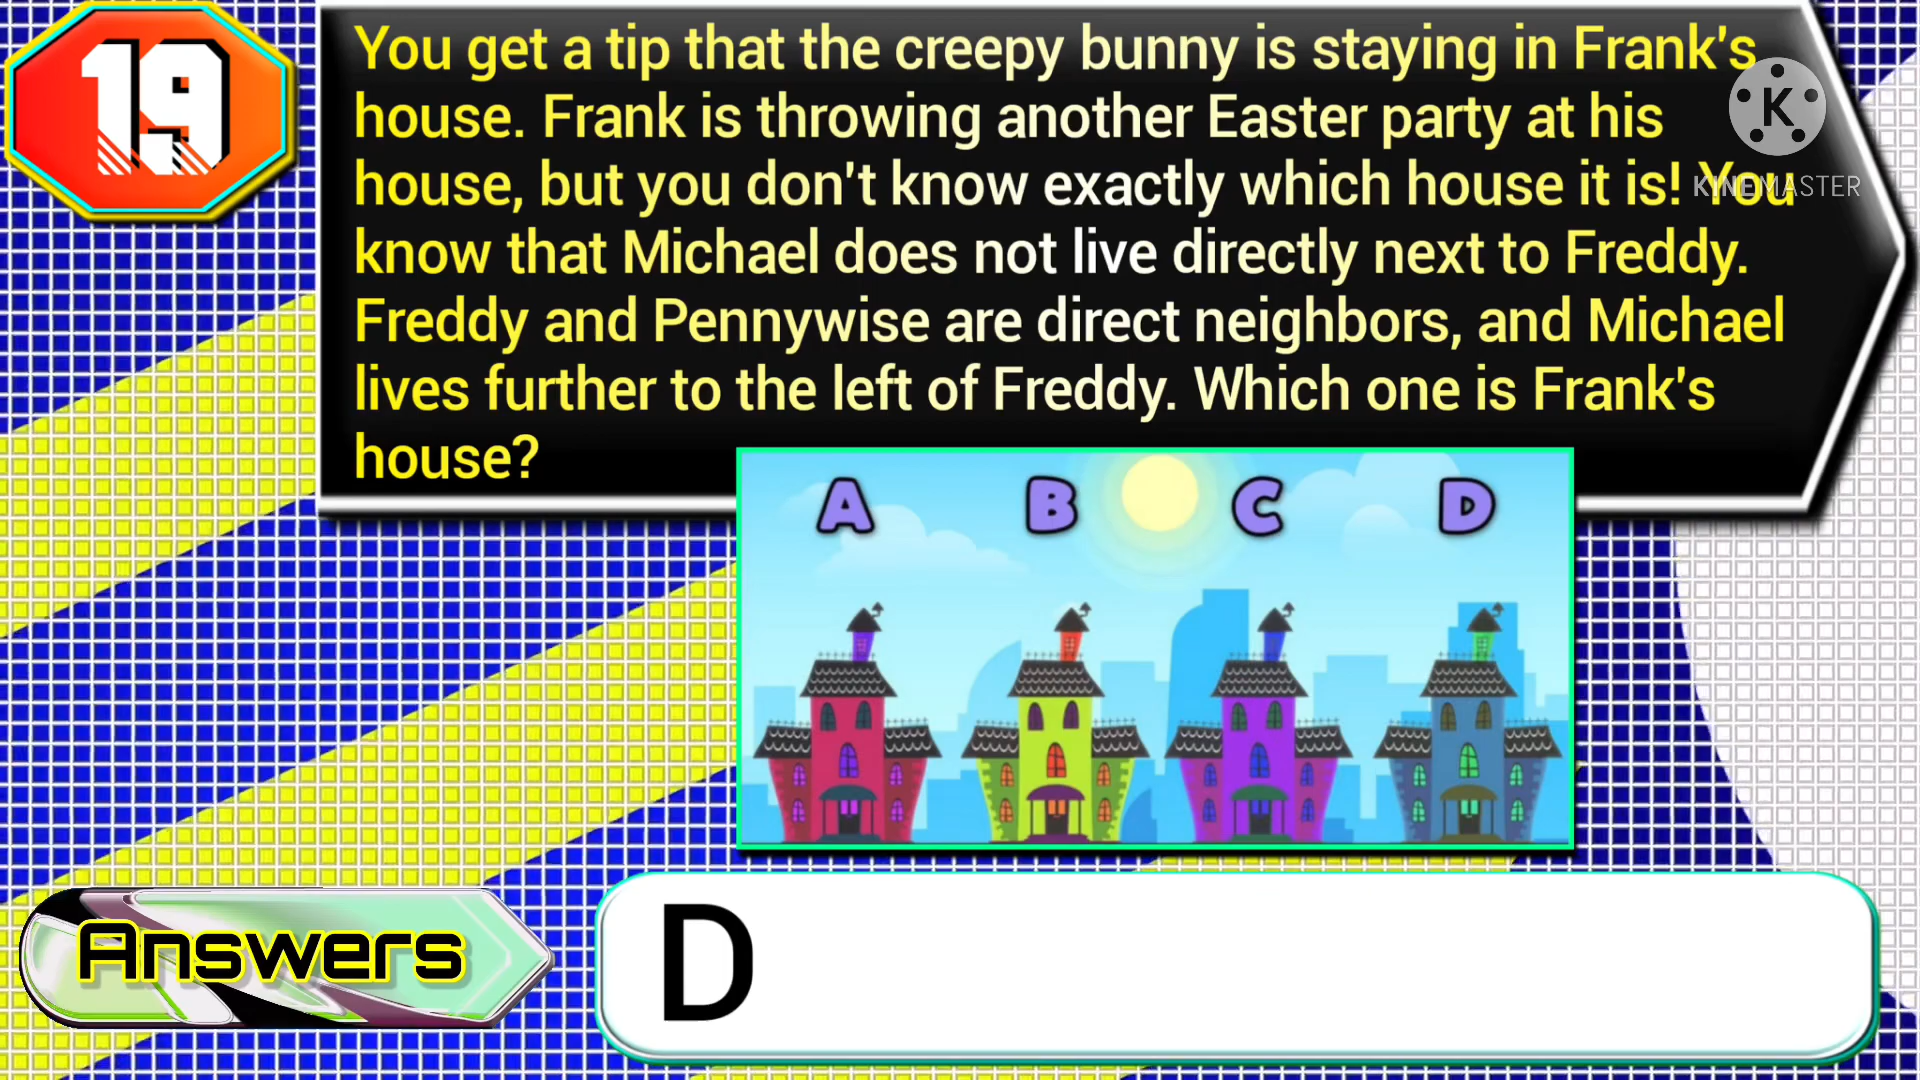 19
You get a tip that the creepy bunny is staying in Frank's
house. Frank is throwing another Easter party at his
house, but you don't know exactly which house it is! You
know that Michael does not live directly next to Freddy.
Freddy and Pennywise are direct neighbors, and Michael
lives further to the left of Freddy. Which one is Frank's
house?
K
KINEMASTER
A B C D
Answers
D